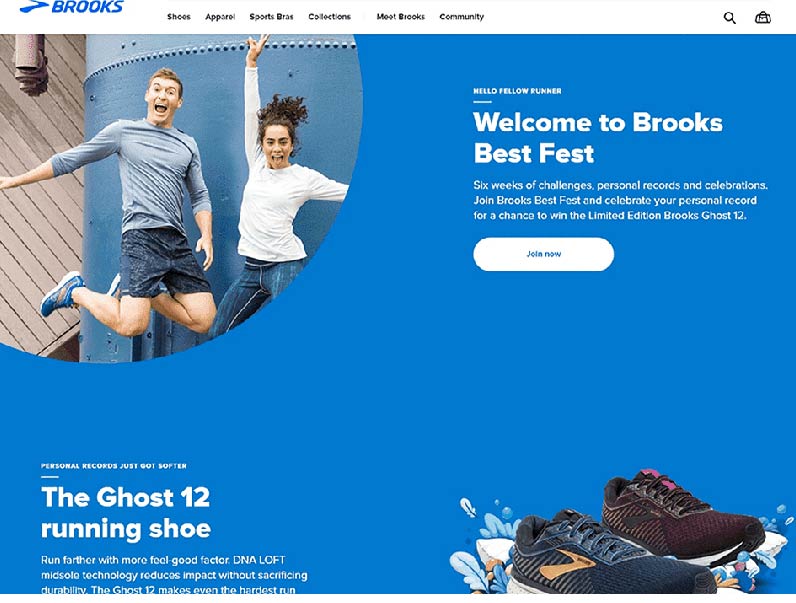 BROOKS
Shoes Apparel Sports Bras Collections Meet Brooks Community
HELLO FELLOW RUNNER
Welcome to Brooks
Best Fest
Six weeks of challenges, personal records and celebrations.
Join Brooks Best Fest and celebrate your personal record
for a chance to win the Limited Edition Brooks Ghost 12.
Join now
PERSONAL RECORDS JUST GOT SOFTER
The Ghost 12
running shoe
Run farther with more feel-good factor. DNA LOFT
midsole technology reduces impact without sacrificing
durability. The Ghost 12 makes even the hardest run